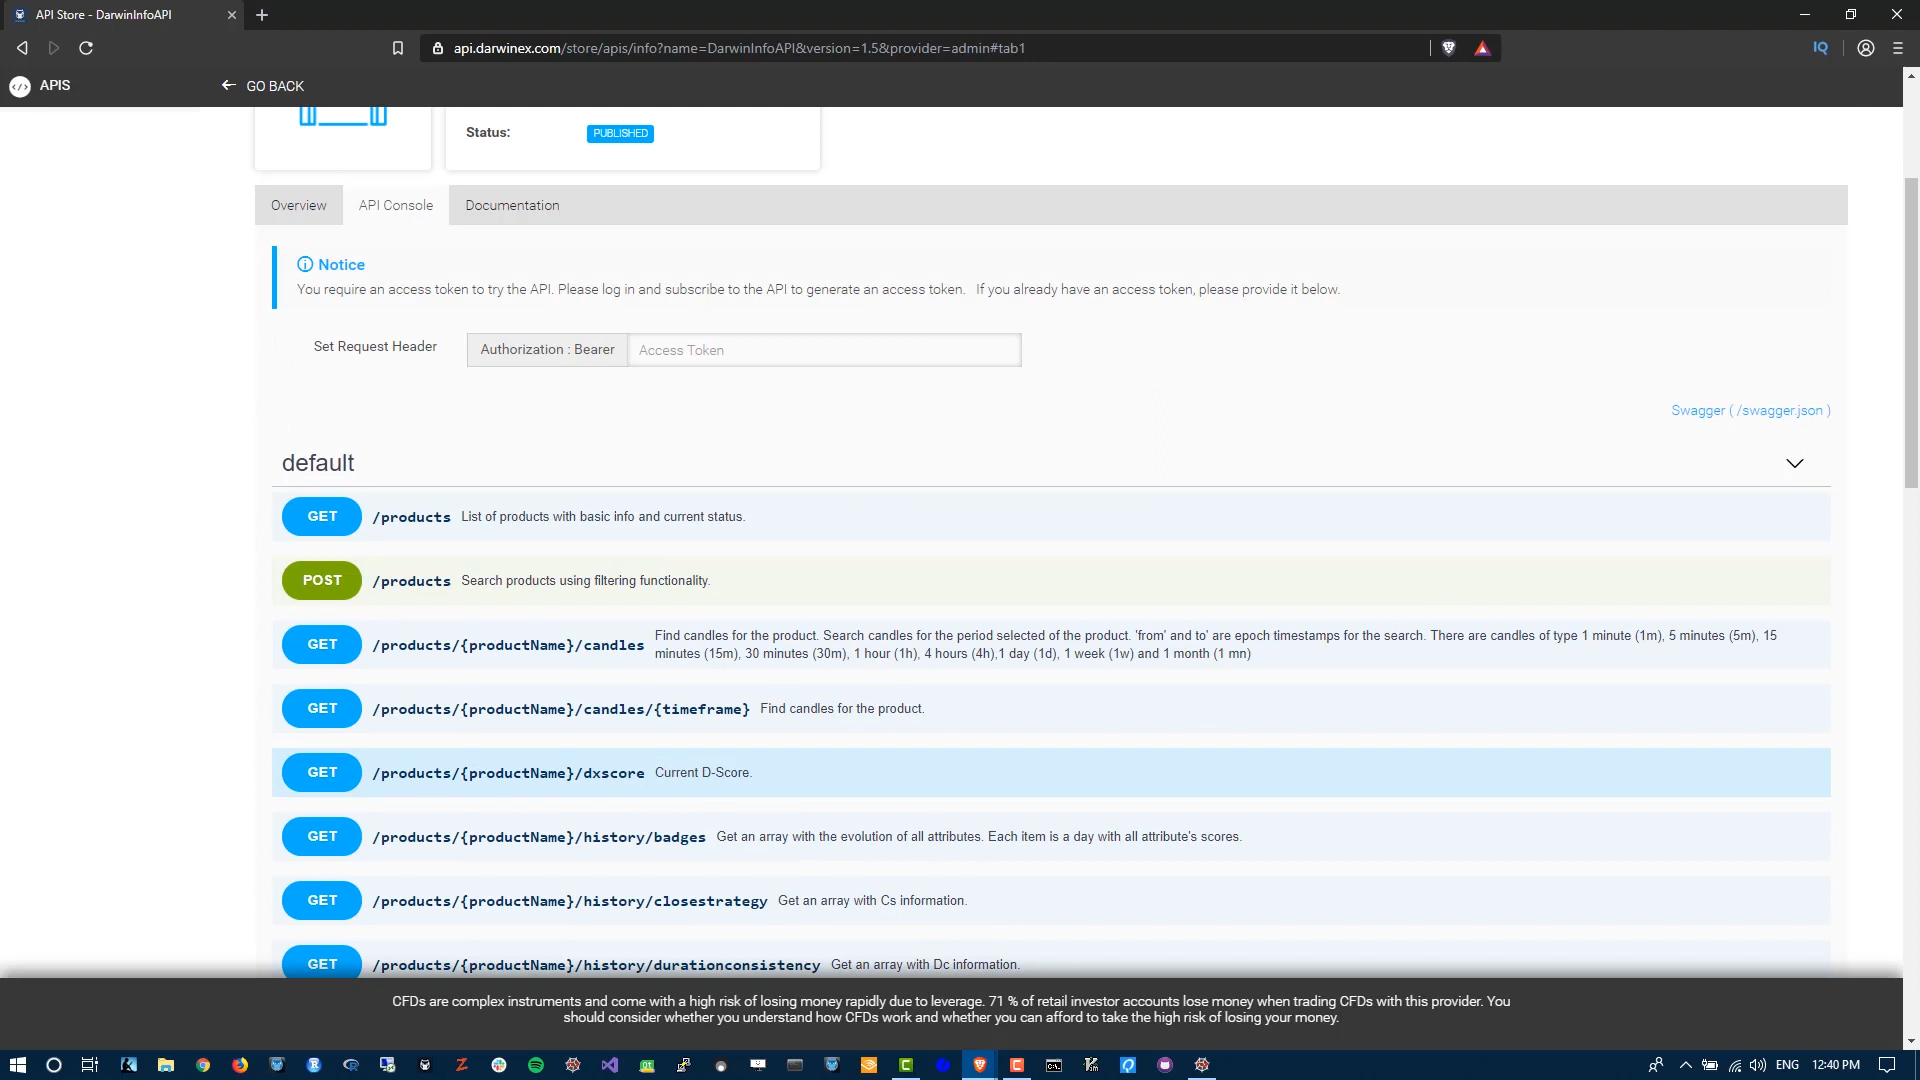 API Store - DarwinInfoAPI
api.darwinex.com/store/apis/info?name=DarwinInfoAPI&version=1.5&provider=admin#tab1
IQ
APIS
GO BACK
Status:
PUBLISHED
Overview
API Console
Documentation
Notice
You require an access token to try the API. Please log in and subscribe to the API to generate an access token. If you already have an access token, please provide it below.
Set Request Header
Authorization : Bearer
Access Token
Swagger ( /swagger.json )
default
GET /products List of products with basic info and current status.
POST /products Search products using filtering functionality.
GET /products/{productName}/candles Find candles for the product. Search candles for the period selected of the product. 'from' and to' are epoch timestamps for the search. There are candles of type 1 minute (1m), 5 minutes (5m), 15
minutes (15m), 30 minutes (30m), 1 hour (1h), 4 hours (4h),1 day (1d), 1 week (1w) and 1 month (1 mn)
GET /products/{productName}/candles/{timeframe} Find candles for the product.
GET /products/{productName}/dxscore Current D-Score.
GET /products/{productName}/history/badges Get an array with the evolution of all attributes. Each item is a day with all attribute's scores.
GET /products/{productName}/history/closestrategy Get an array with Cs information.
GET /products/{productName}/history/durationconsistency Get an array with Dc information.
CFDs are complex instruments and come with a high risk of losing money rapidly due to leverage. 71 % of retail investor accounts lose money when trading CFDs with this provider. You
should consider whether you understand how CFDs work and whether you can afford to take the high risk of losing your money.
ENG
12:40 PM